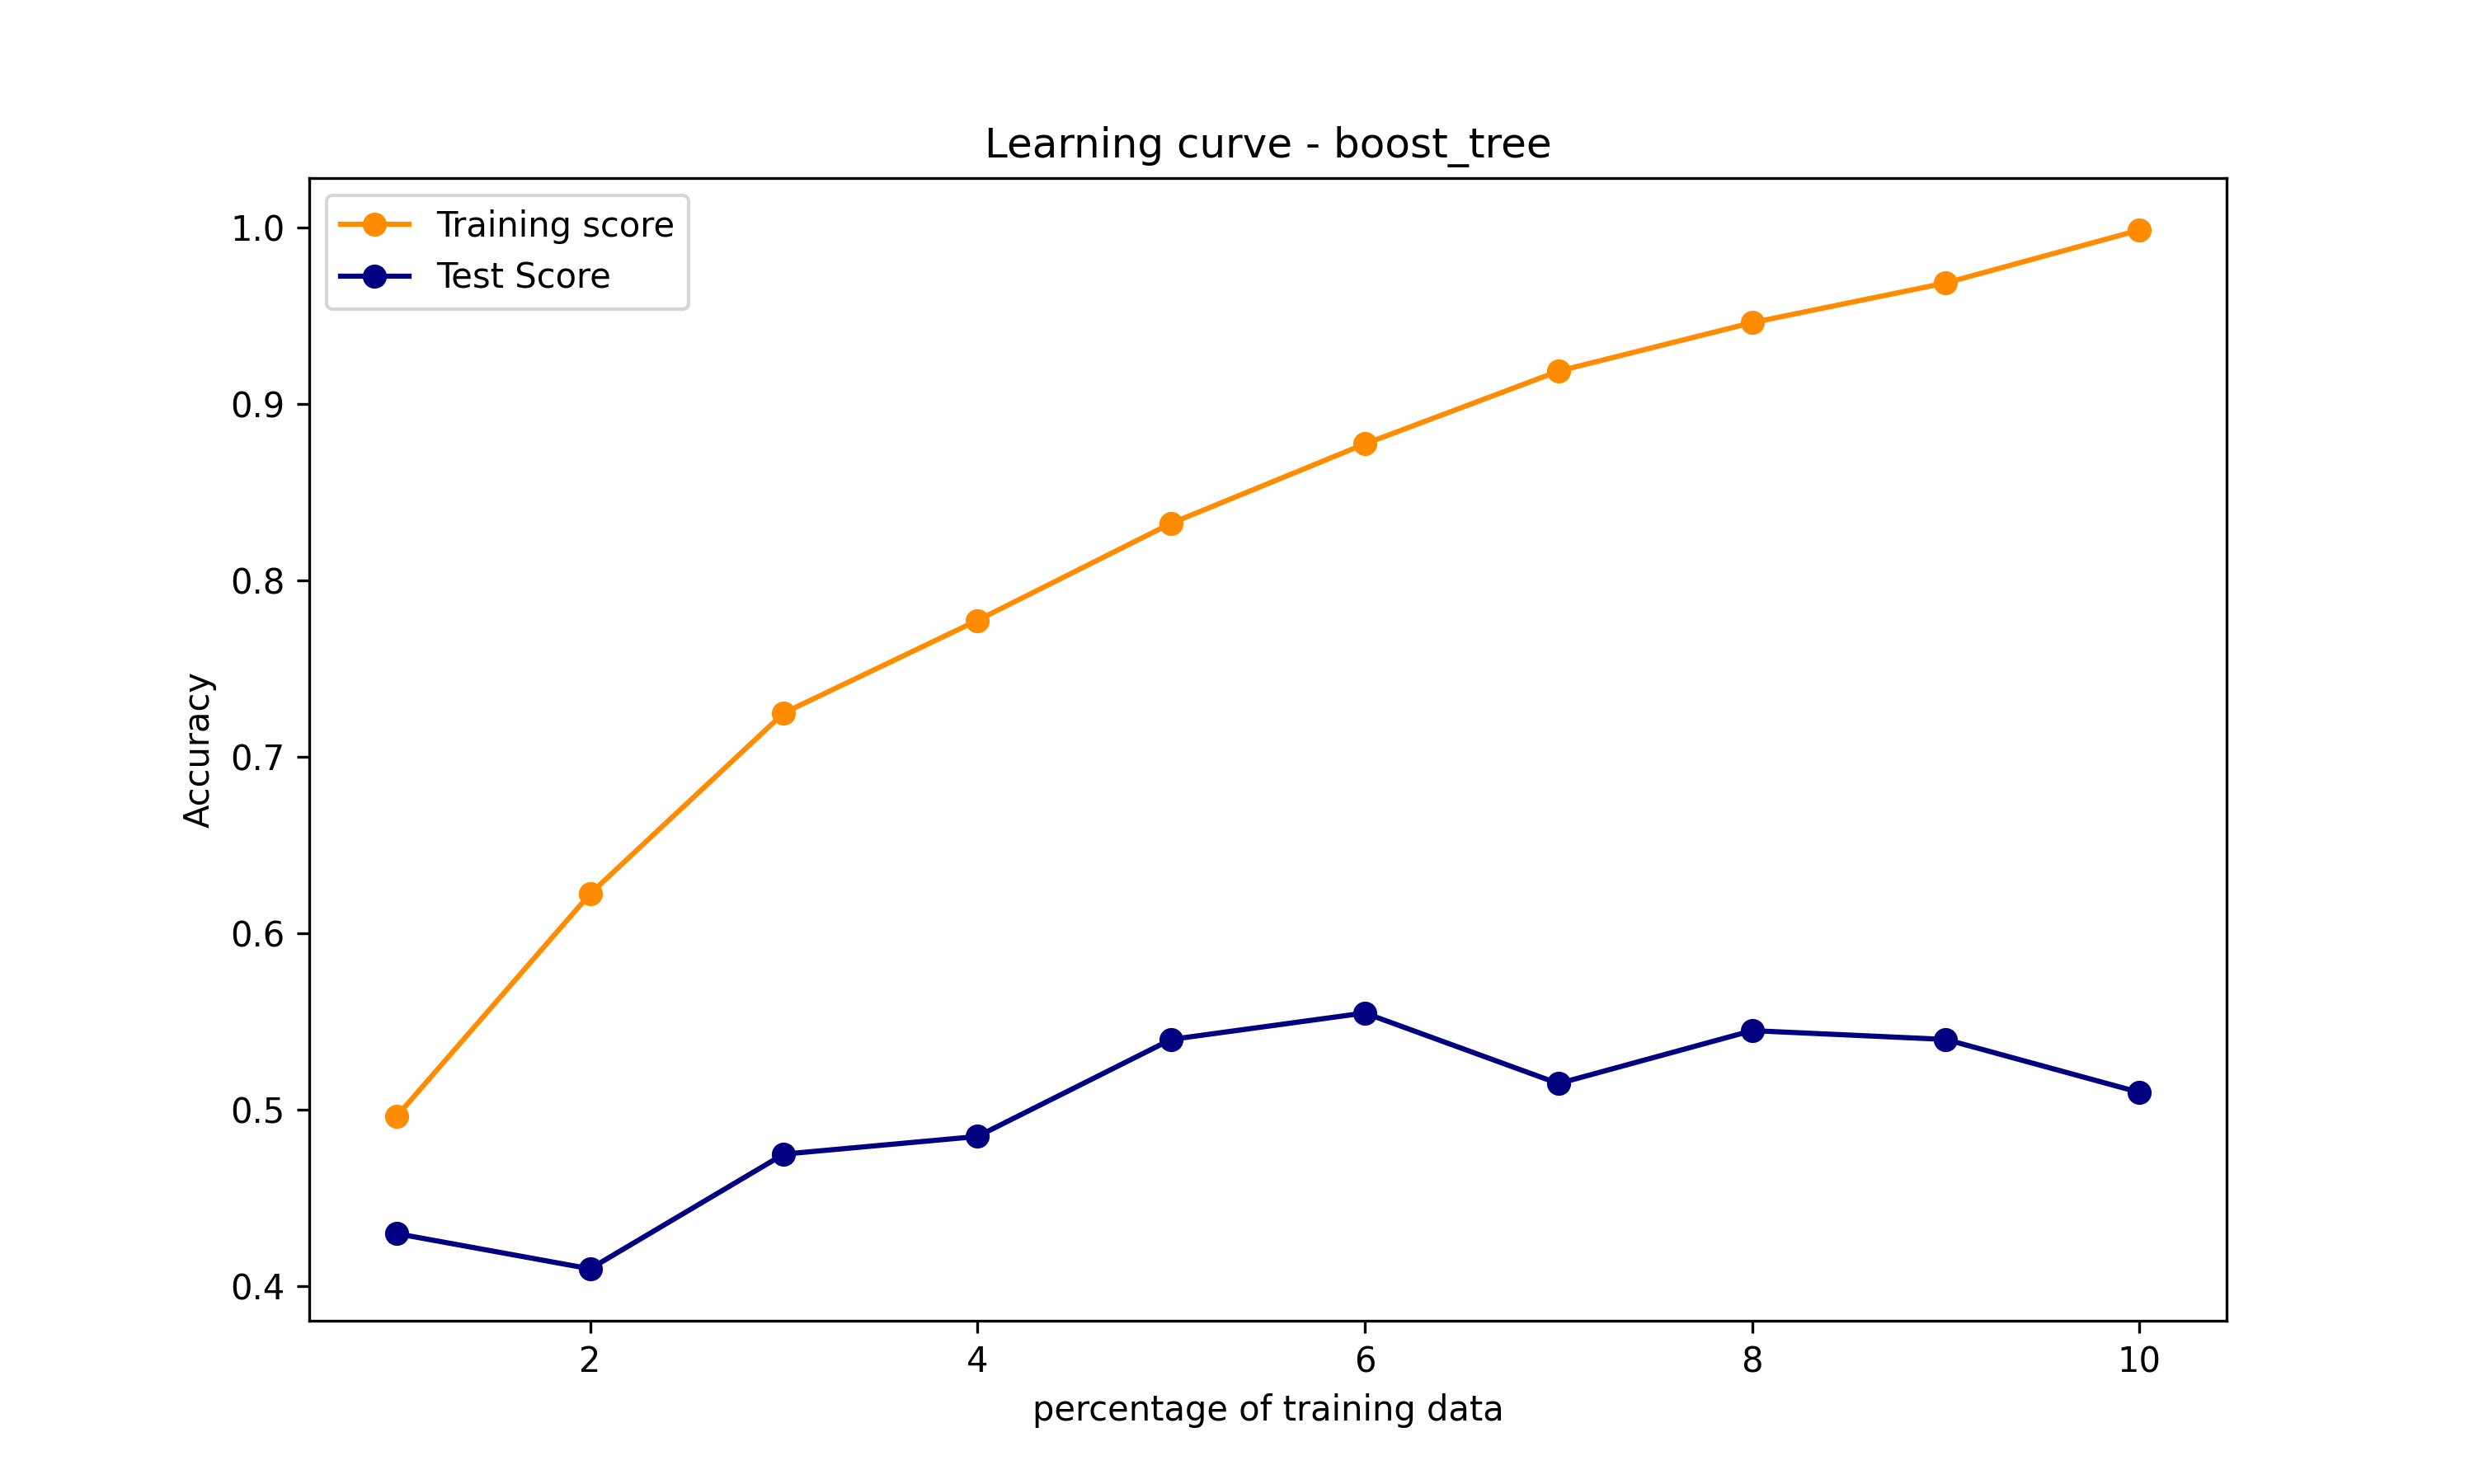 Learning curve - boost_tree
Training score
Test Score
1.0
0.9
0.8
0.7
0.6
0.5
0.4
Accuracy
2 4 6 8 10
percentage of training data